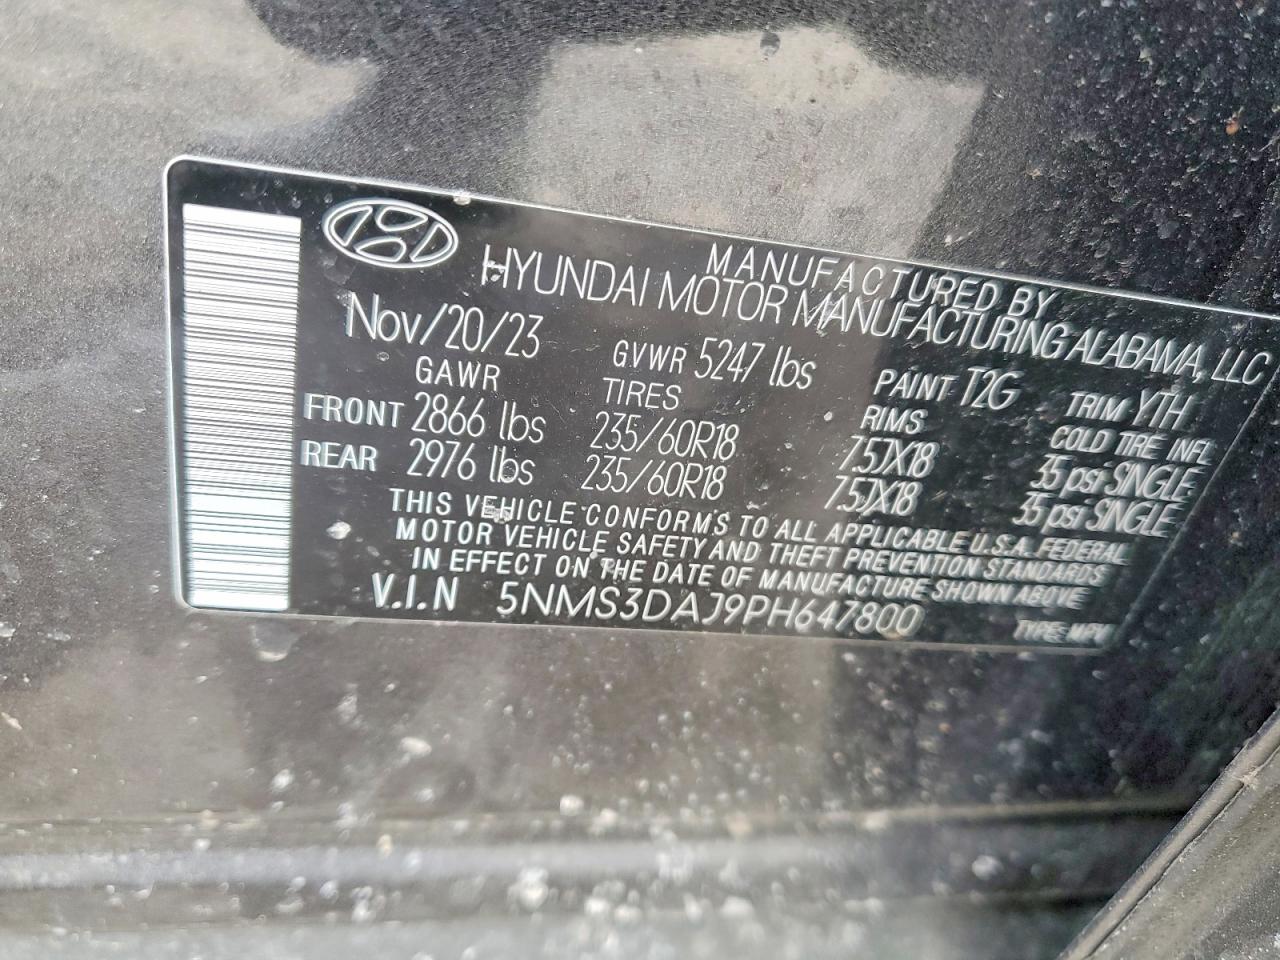 MANUFACTURED BY
HYUNDAI MOTOR MANUFACTURING ALABAMA, LLC
Nov/20/23 GVWR 5247 lbs PAINT T2G TRIM YTH
GAWR TIRES RIMS COLD TIRE INFL
FRONT 2866 lbs 235/60R18 7.5JX18 35 psi SINGLE
REAR 2976 lbs 235/60R18 7.5JX18 35 psi SINGLE
THIS VEHICLE CONFORMS TO ALL APPLICABLE U.S.A. FEDERAL
MOTOR VEHICLE SAFETY AND THEFT PREVENTION STANDARDS
IN EFFECT ON THE DATE OF MANUFACTURE SHOWN ABOVE
V.I.N 5NMS3DAJ9PH647800 TYPE: MPV